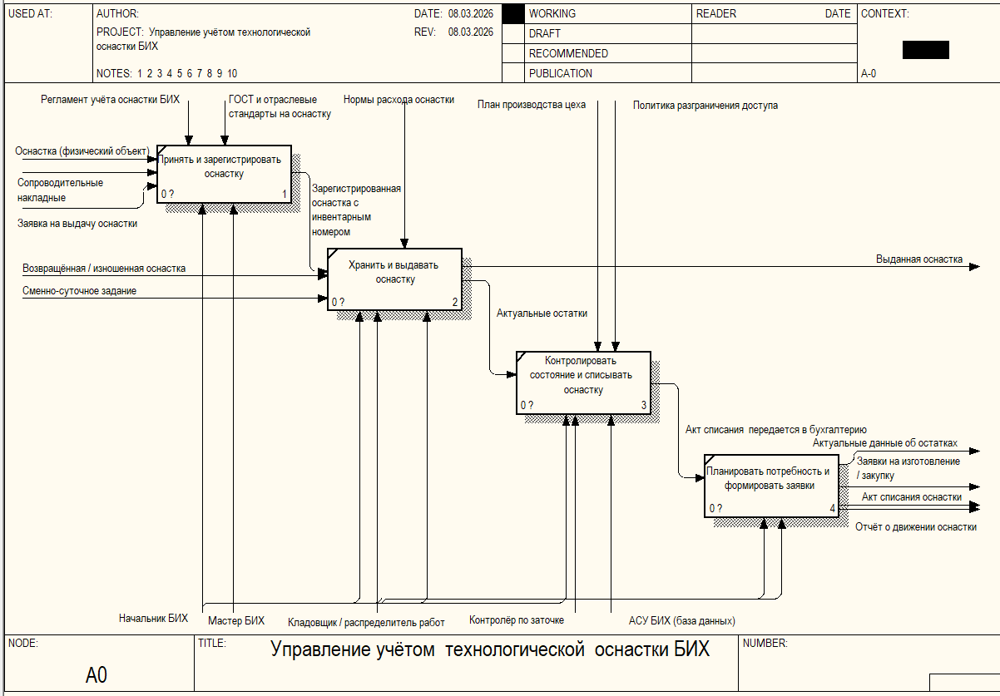 USED AT:
AUTHOR:
DATE: 08.03.2026
WORKING
READER
DATE
CONTEXT:
PROJECT: Управление учётом технологической
оснастки БИХ
REV: 08.03.2026
DRAFT
RECOMMENDED
NOTES: 1 2 3 4 5 6 7 8 9 10
PUBLICATION
A-0
Регламент учёта оснастки БИХ
ГОСТ и отраслевые
стандарты на оснастку
Нормы расхода оснастки
План производства цеха
Политика разграничения доступа
Оснастка (физический объект)
Сопроводительные
накладные
Заявка на выдачу оснастки
Принять и зарегистрировать
оснастку
0 ?
1
Зарегистрированная
оснастка с
инвентарным
номером
Возвращённая / изношенная оснастка
Сменно-суточное задание
Хранить и выдавать
оснастку
0 ?
2
Выданная оснастка
Актуальные остатки
Контролировать
состояние и списывать
оснастку
0 ?
3
Акт списания передается в бухгалтерию
Актуальные данные об остатках
Планировать потребность и
формировать заявки
0 ?
4
Заявки на изготовление
/ закупку
Акт списания оснастки
Отчёт о движении оснастки
Начальник БИХ
Мастер БИХ
Кладовщик / распределитель работ
Контролёр по заточке
АСУ БИХ (база данных)
NODE:
A0
TITLE:
Управление учётом технологической оснастки БИХ
NUMBER: